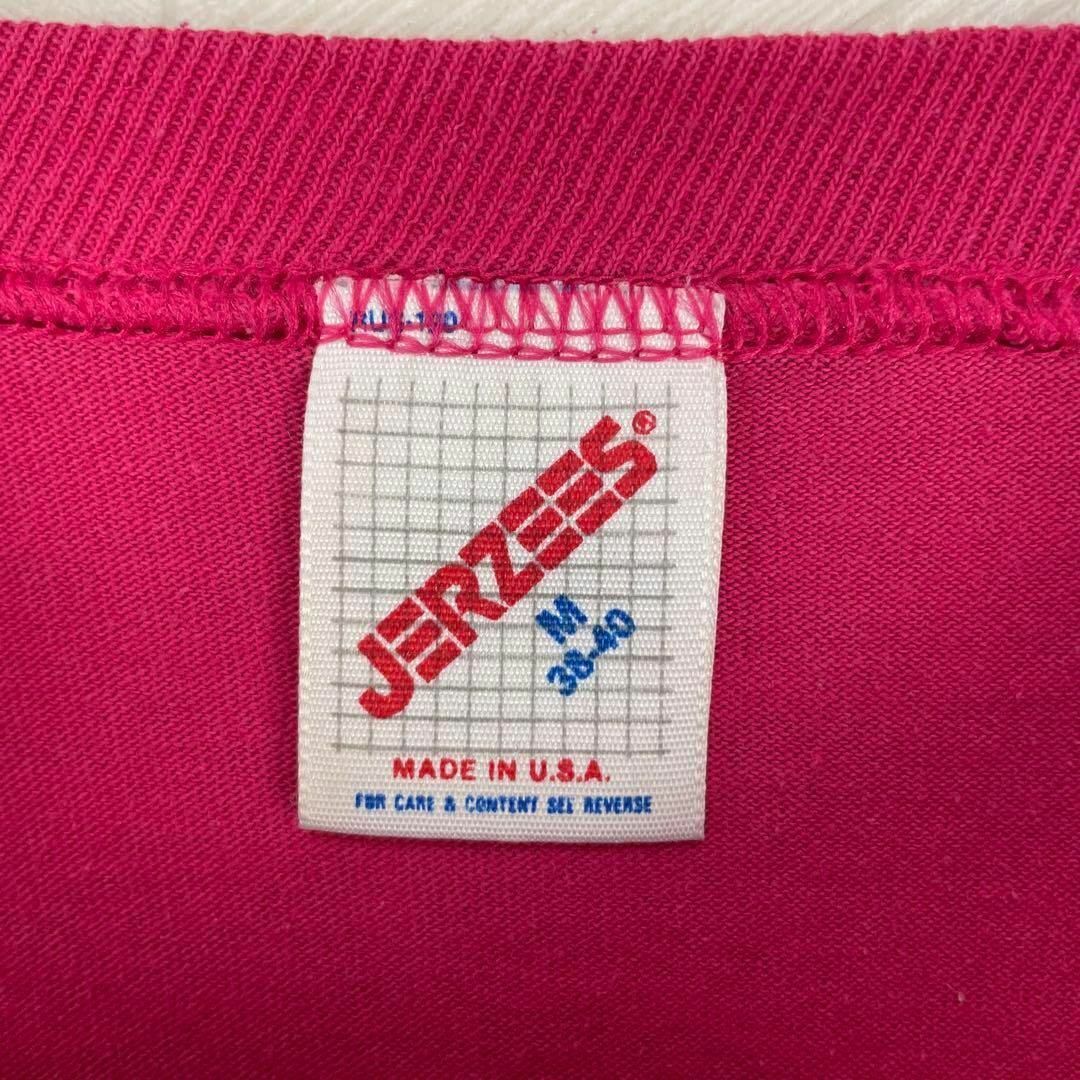 JERZEES®
M
38-40
MADE IN U.S.A.
FOR CARE & CONTENT SEE REVERSE